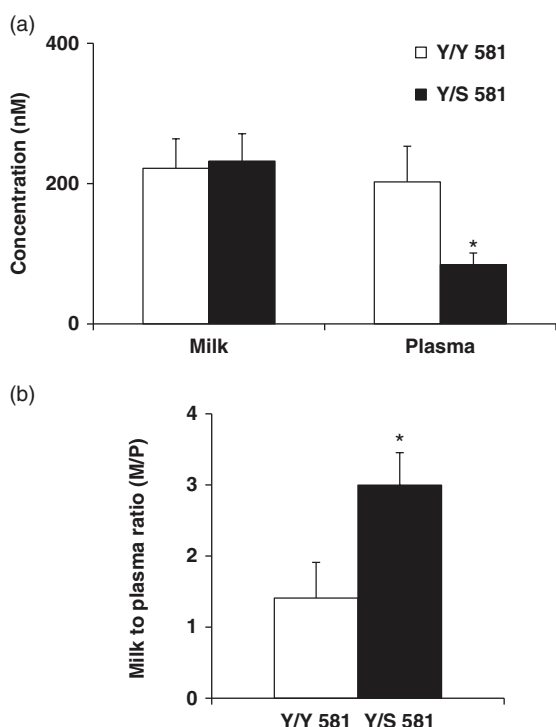 (a)
400
Y/Y 581
Y/S 581
Concentration (nM)
200
*
0
Milk Plasma
(b)
4
*
Milk to plasma ratio (M/P)
3
2
1
0
Y/Y 581 Y/S 581